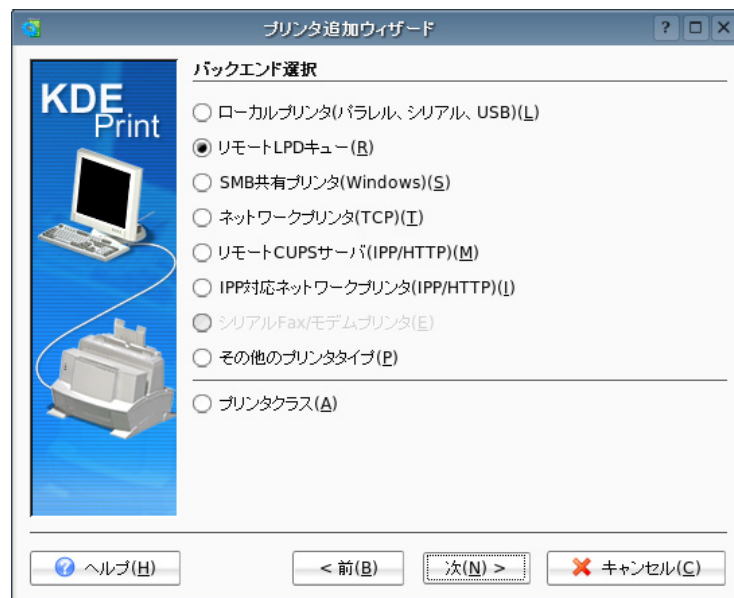 プリンタ追加ウィザード
KDE
Print
バックエンド選択
ローカルプリンタ(パラレル、シリアル、USB)(L)
リモートLPDキュー(R)
SMB共有プリンタ(Windows)(S)
ネットワークプリンタ(TCP)(T)
リモートCUPSサーバ(IPP/HTTP)(M)
IPP対応ネットワークプリンタ(IPP/HTTP)(I)
シリアルFax/モデムプリンタ(E)
その他のプリンタタイプ(P)
プリンタクラス(A)
ヘルプ(H)
< 前(B)
次(N) >
キャンセル(C)